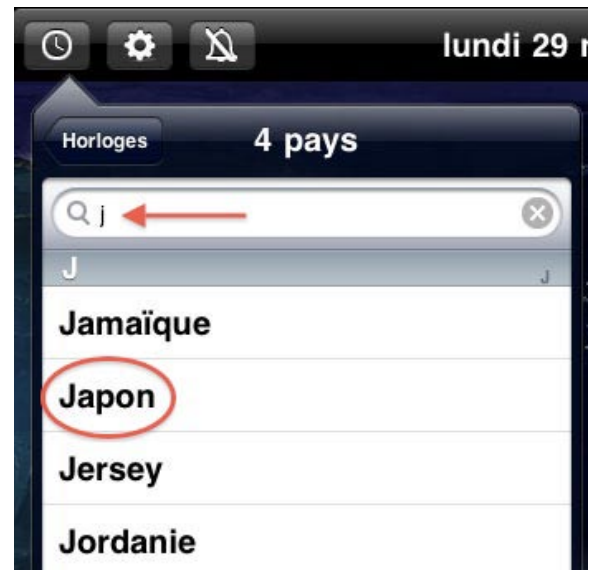 lundi 29
Horloges 4 pays
j
J J
Jamaïque
Japon
Jersey
Jordanie